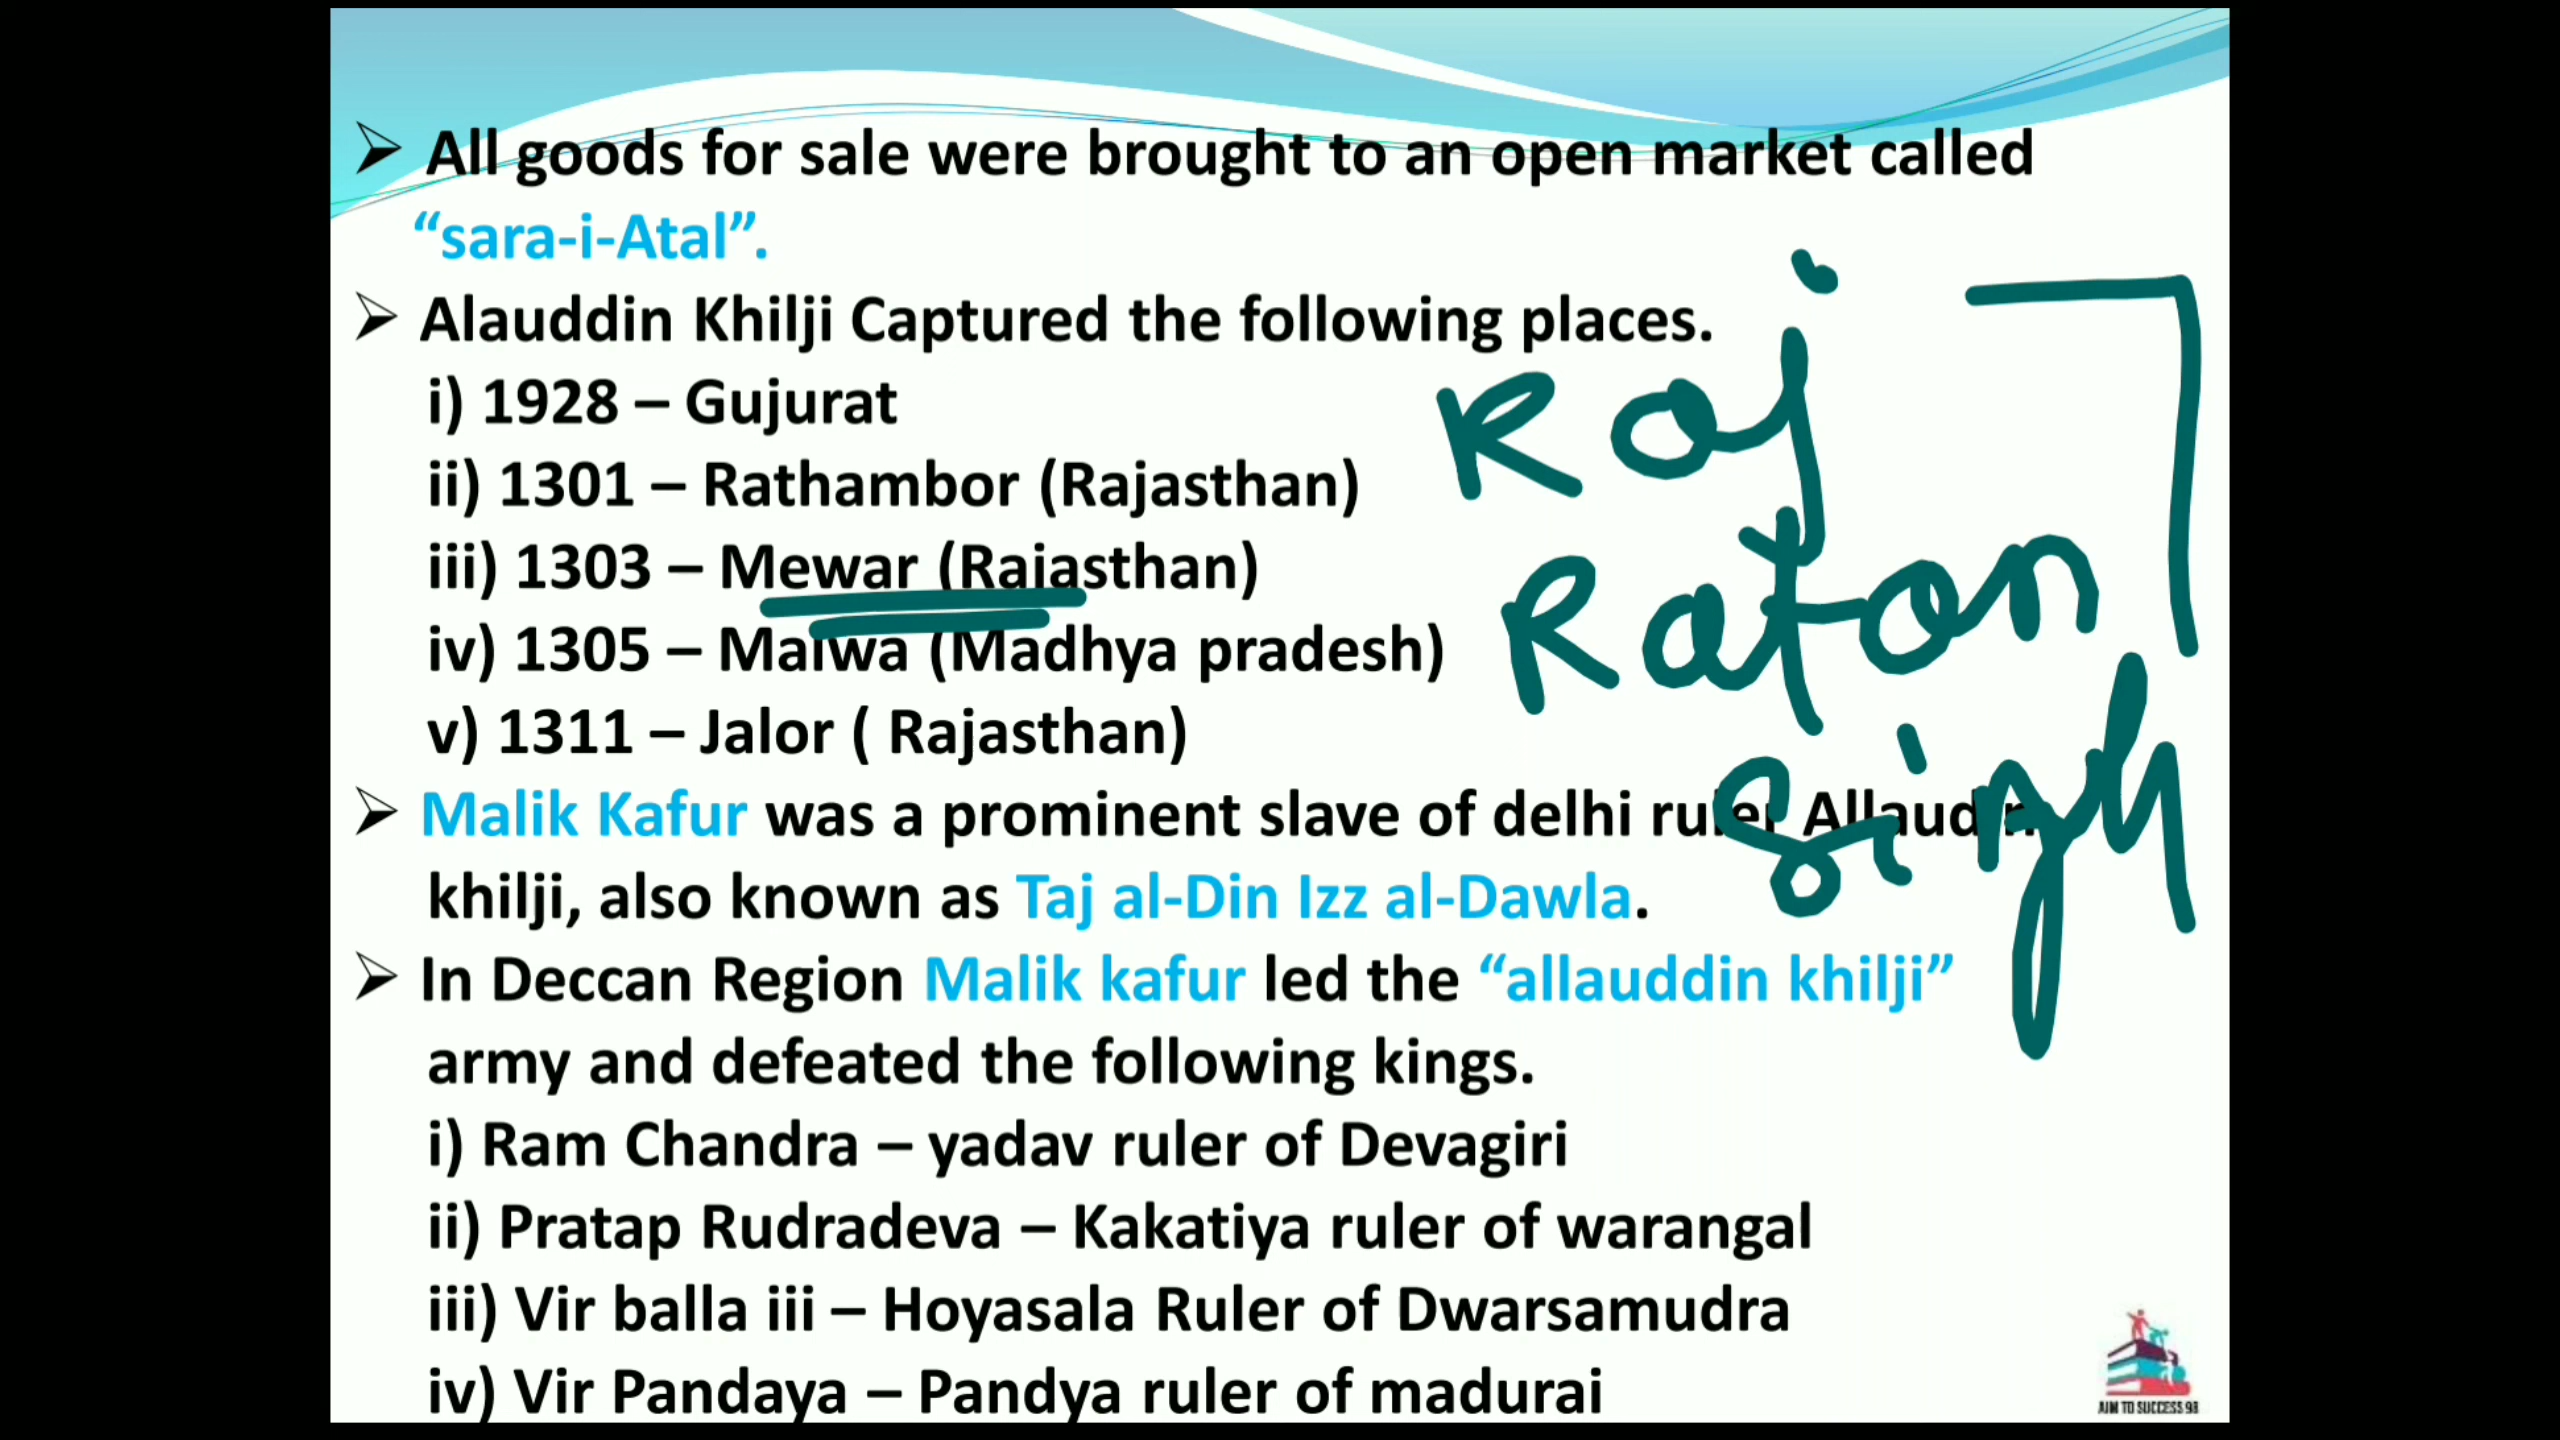 ➢ All goods for sale were brought to an open market called
“sara-i-Atal”.
➢ Alauddin Khilji Captured the following places.
i) 1928 – Gujurat
ii) 1301 – Rathambor (Rajasthan)
iii) 1303 – Mewar (Rajasthan)
iv) 1305 – Malwa (Madhya pradesh)
v) 1311 – Jalor ( Rajasthan)
Raj
Ratan
Singh
➢ Malik Kafur was a prominent slave of delhi ruler Allaudin
khilji, also known as Taj al-Din Izz al-Dawla.
➢ In Deccan Region Malik kafur led the “allauddin khilji”
army and defeated the following kings.
i) Ram Chandra – yadav ruler of Devagiri
ii) Pratap Rudradeva – Kakatiya ruler of warangal
iii) Vir balla iii – Hoyasala Ruler of Dwarsamudra
iv) Vir Pandaya – Pandya ruler of madurai
AIM TO SUCCESS 98